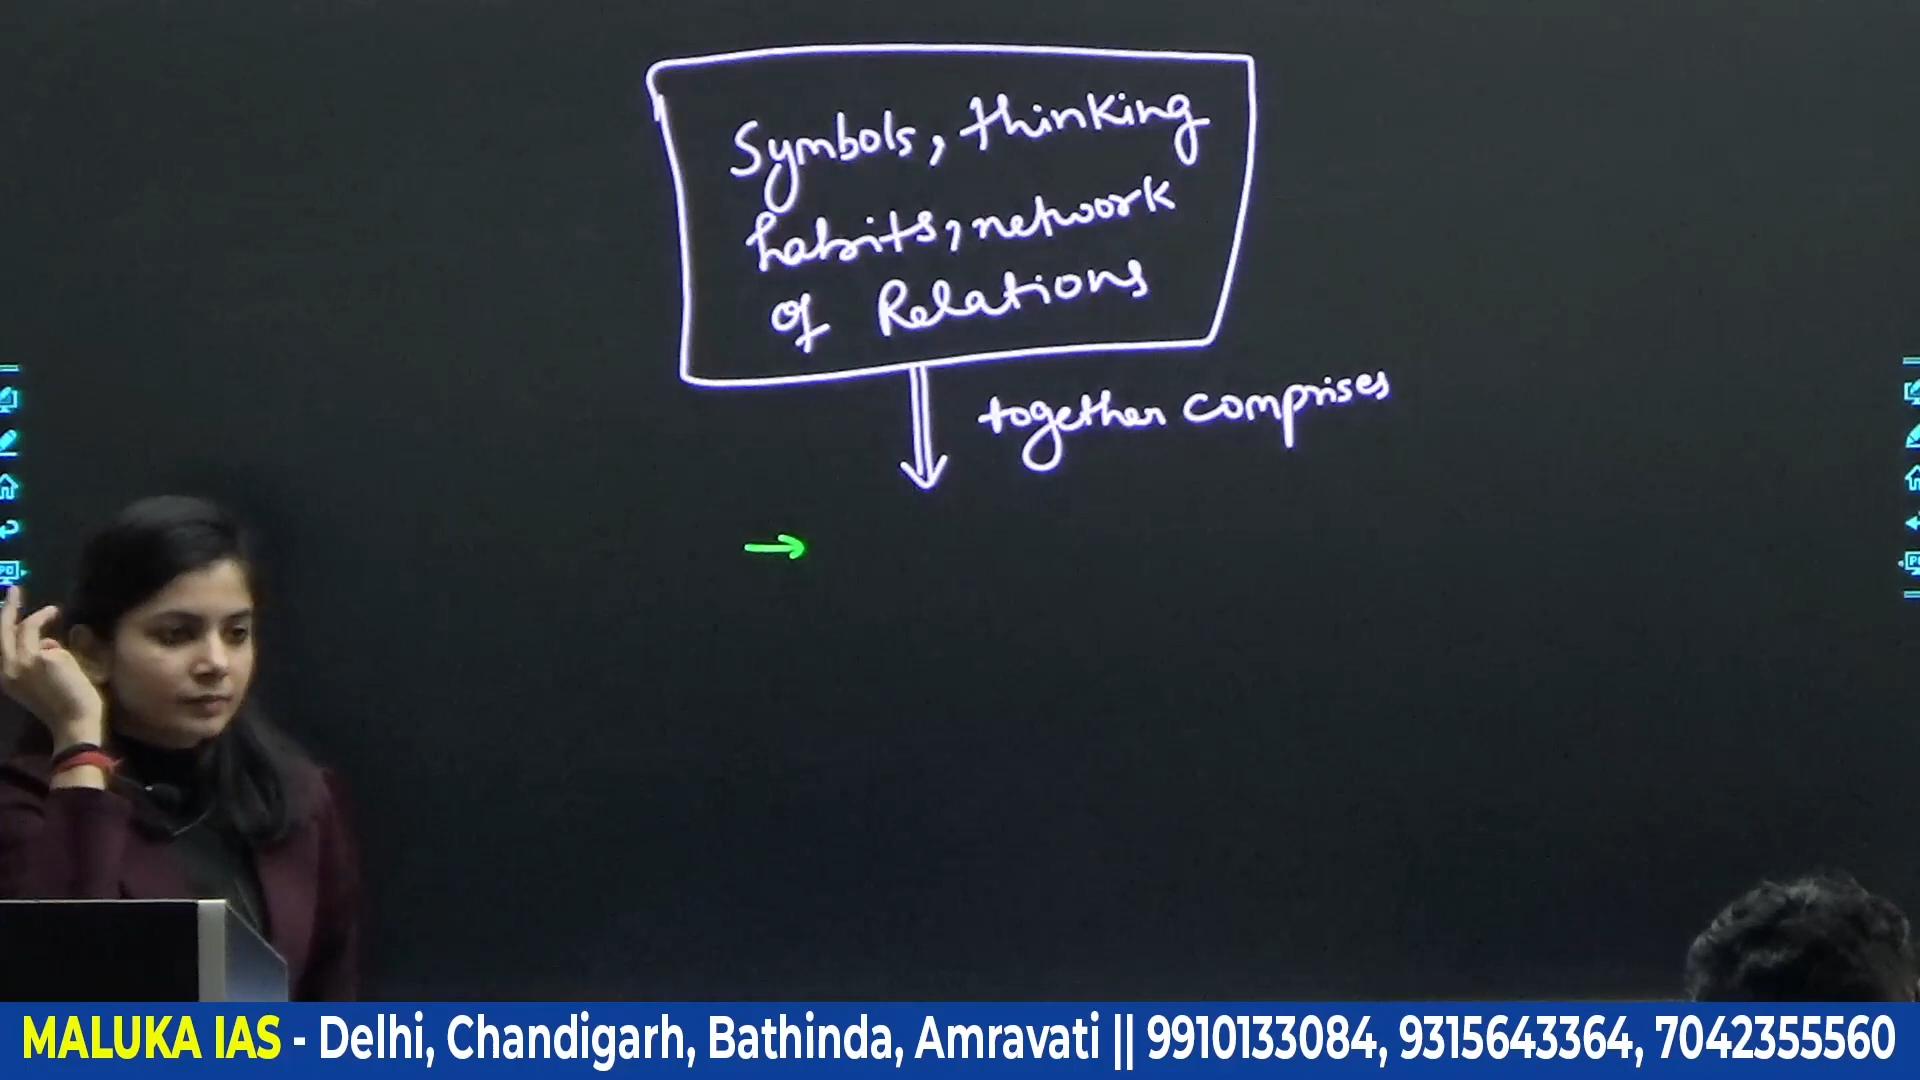 Symbols, thinking
habits, network
of Relations
together comprises
MALUKA IAS - Delhi, Chandigarh, Bathinda, Amravati || 9910133084, 9315643364, 7042355560